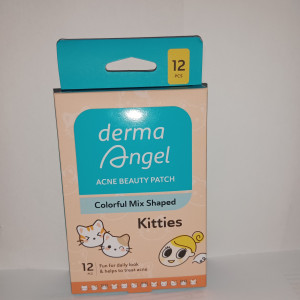 12
PCS
derma
Angel
ACNE BEAUTY PATCH
Colorful Mix Shaped
Kitties
12
Fun for daily look
& helps to treat acne
12